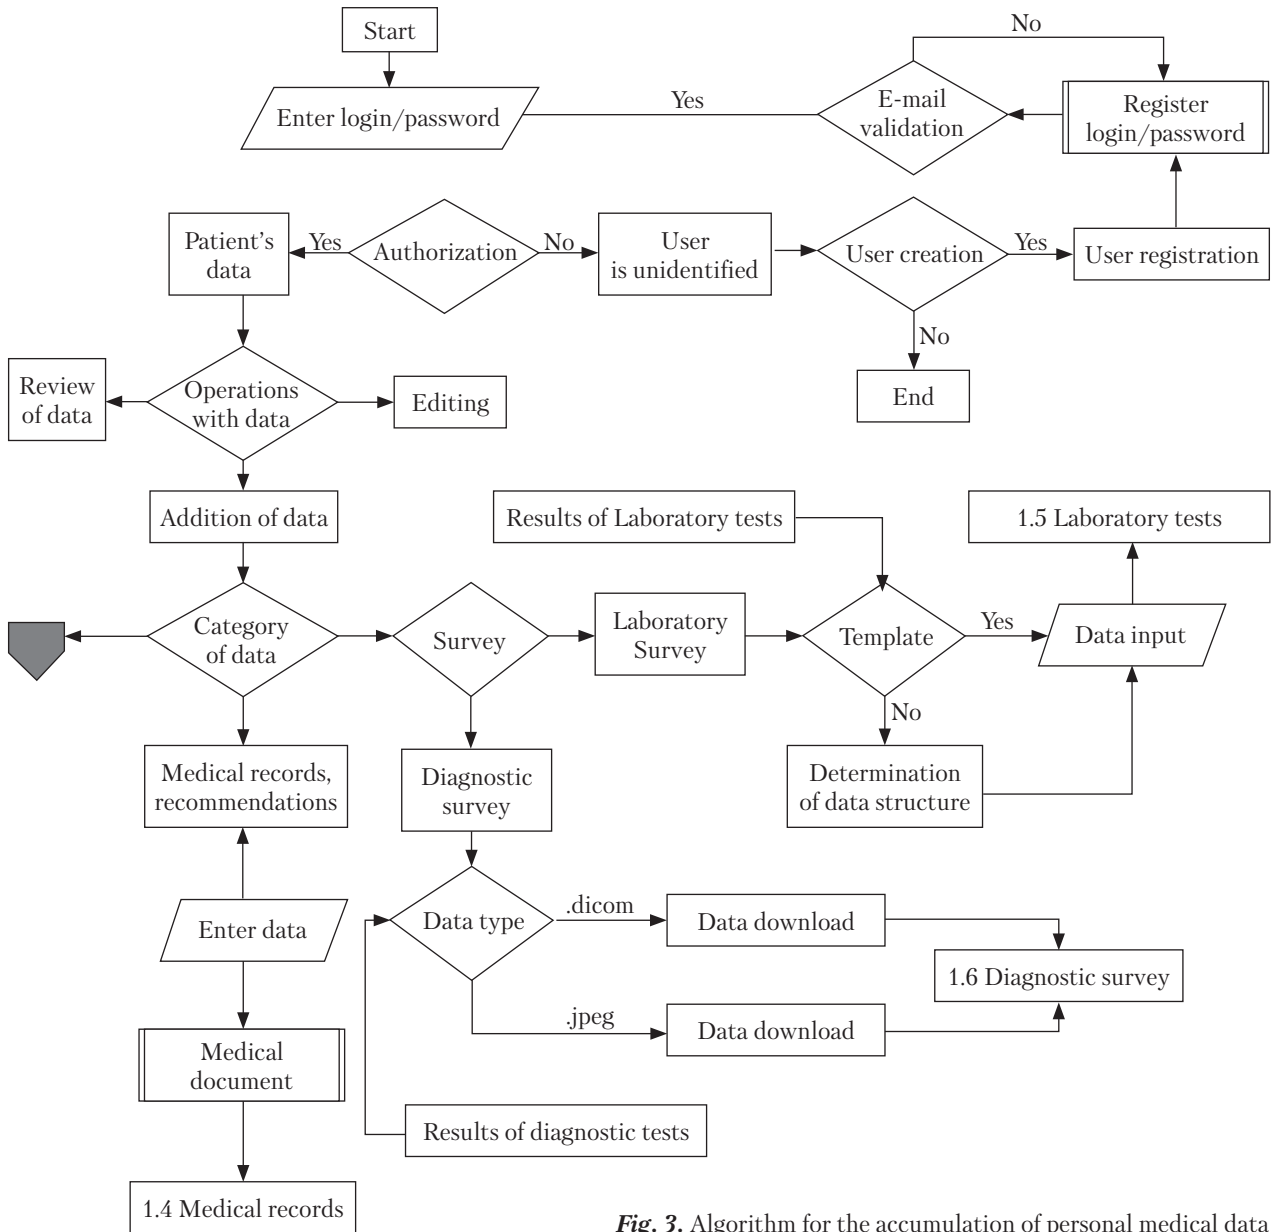 Start
No
Enter login/password
Yes
E-mail
validation
Register
login/password
Patient's
data
Yes
Authorization
No
User
is unidentified
User creation
Yes
User registration
No
End
Review
of data
Operations
with data
Editing
Addition of data
Results of Laboratory tests
1.5 Laboratory tests
Category
of data
Survey
Laboratory
Survey
Template
Yes
Data input
No
Medical records,
recommendations
Diagnostic
survey
Determination
of data structure
Enter data
Data type
.dicom
Data download
1.6 Diagnostic survey
.jpeg
Data download
Medical
document
Results of diagnostic tests
1.4 Medical records
Fig. 3. Algorithm for the accumulation of personal medical data